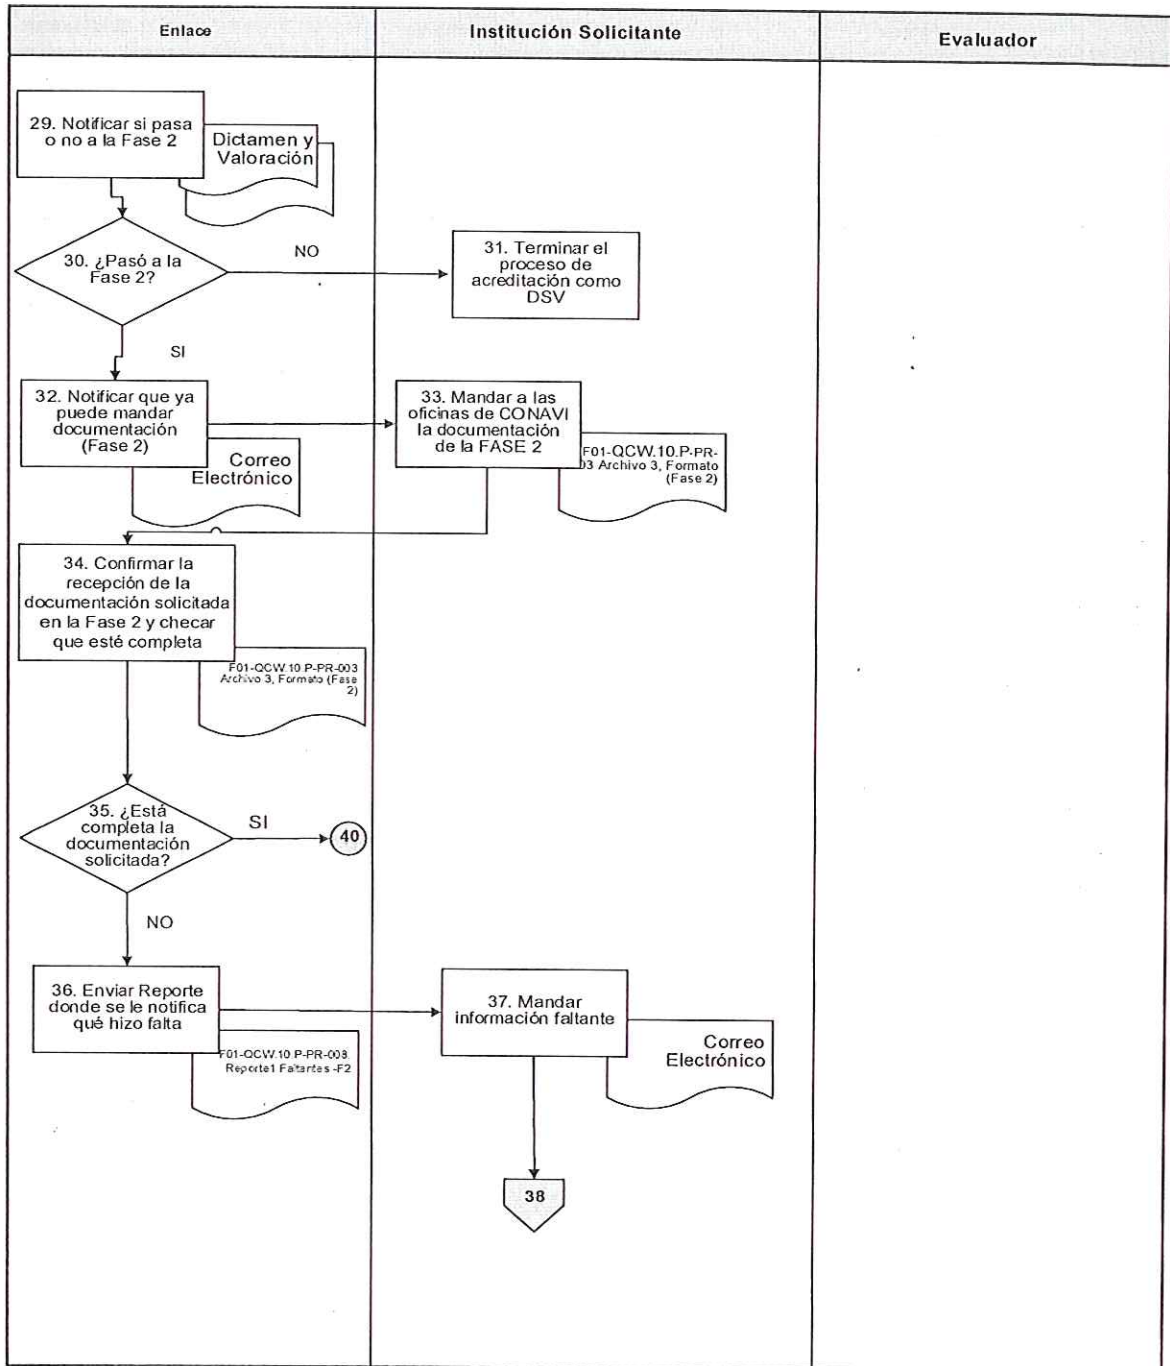 Enlace
Institución Solicitante
Evaluador
29. Notificar si pasa
o no a la Fase 2
Dictamen y
Valoración
30. ¿Pasó a la
Fase 2?
NO
31. Terminar el
proceso de
acreditación como
DSV
SI
32. Notificar que ya
puede mandar
documentación
(Fase 2)
Correo
Electrónico
33. Mandar a las
oficinas de CONAVI
la documentación
de la FASE 2
F01-QCW.10.P-PR-
03 Archivo 3, Formato
(Fase 2)
34. Confirmar la
recepción de la
documentación solicitada
en la Fase 2 y checar
que esté completa
F01-QCW.10.P-PR-003
Archivo 3, Formato (Fase
2)
35. ¿Está
completa la
documentación
solicitada?
SI
40
NO
36. Enviar Reporte
donde se le notifica
qué hizo falta
F01-QCW.10.P-PR-008.
Reporte1 Faltantes -F2
37. Mandar
información faltante
Correo
Electrónico
38